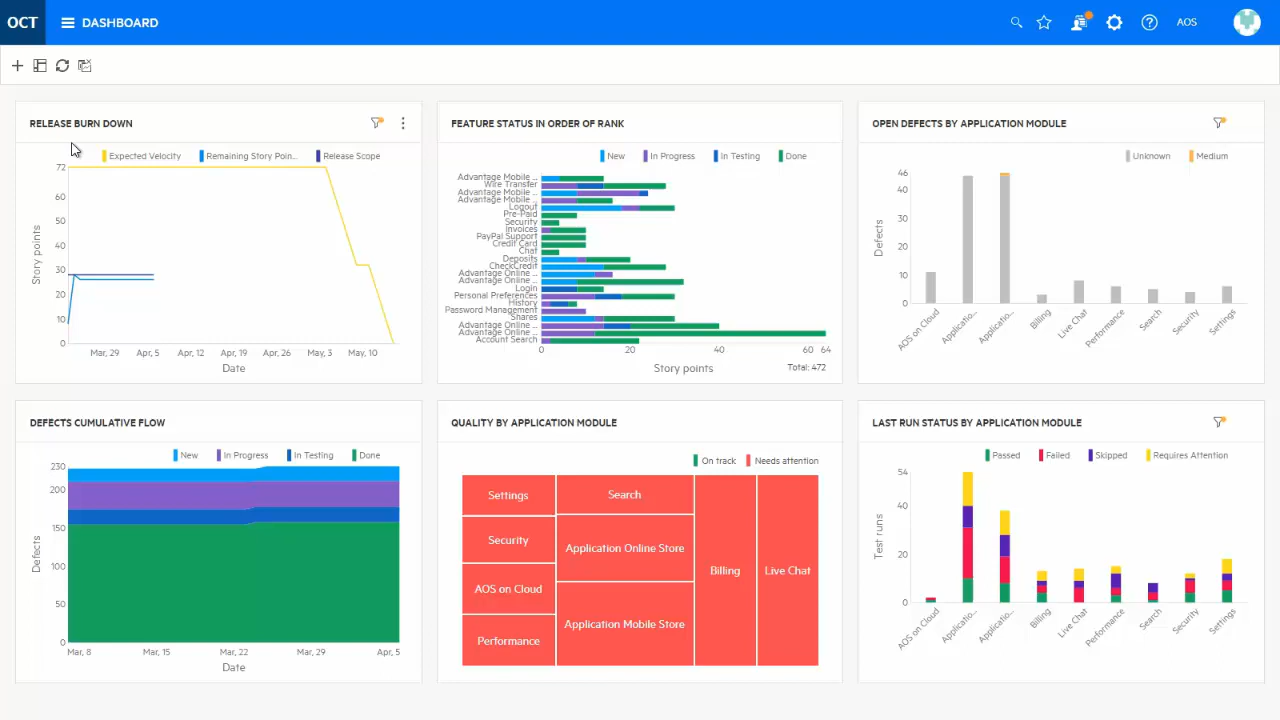 OCT DASHBOARD AOS
RELEASE BURN DOWN
Expected Velocity Remaining Story Poin... Release Scope
72
60
50
40
30
20
10
0
Story points
Mar, 29 Apr, 5 Apr, 12 Apr, 19 Apr, 26 May, 3 May, 10
Date
FEATURE STATUS IN ORDER OF RANK
New In Progress In Testing Done
Advantage Mobile ...
Wire Transfer
Advantage Mobile ...
Advantage Mobile ...
Logout
Pre-Paid
Security
Invoices
PayPal Support
Credit Card
Chat
Deposits
CheckCredit
Advantage Online ...
Advantage Online ...
Login
Personal Preferences
History
Password Management
Shares
Advantage Online ...
Advantage Online ...
Account Search
0 20 40 60 64
Story points
Total: 472
OPEN DEFECTS BY APPLICATION MODULE
Unknown Medium
46
40
30
20
10
0
Defects
AOS on Cloud Applicatio... Applicatio... Billing Live Chat Performance Search Security Settings
DEFECTS CUMULATIVE FLOW
New In Progress In Testing Done
230
200
150
100
50
0
Defects
Mar, 8 Mar, 15 Mar, 22 Mar, 29 Apr, 5
Date
QUALITY BY APPLICATION MODULE
On track Needs attention
Settings
Security
AOS on Cloud
Performance
Search
Application Online Store
Application Mobile Store
Billing
Live Chat
LAST RUN STATUS BY APPLICATION MODULE
Passed Failed Skipped Requires Attention
54
40
20
0
Test runs
AOS on Cloud Applicatio... Applicatio... Billing Live Chat Performance Search Security Settings